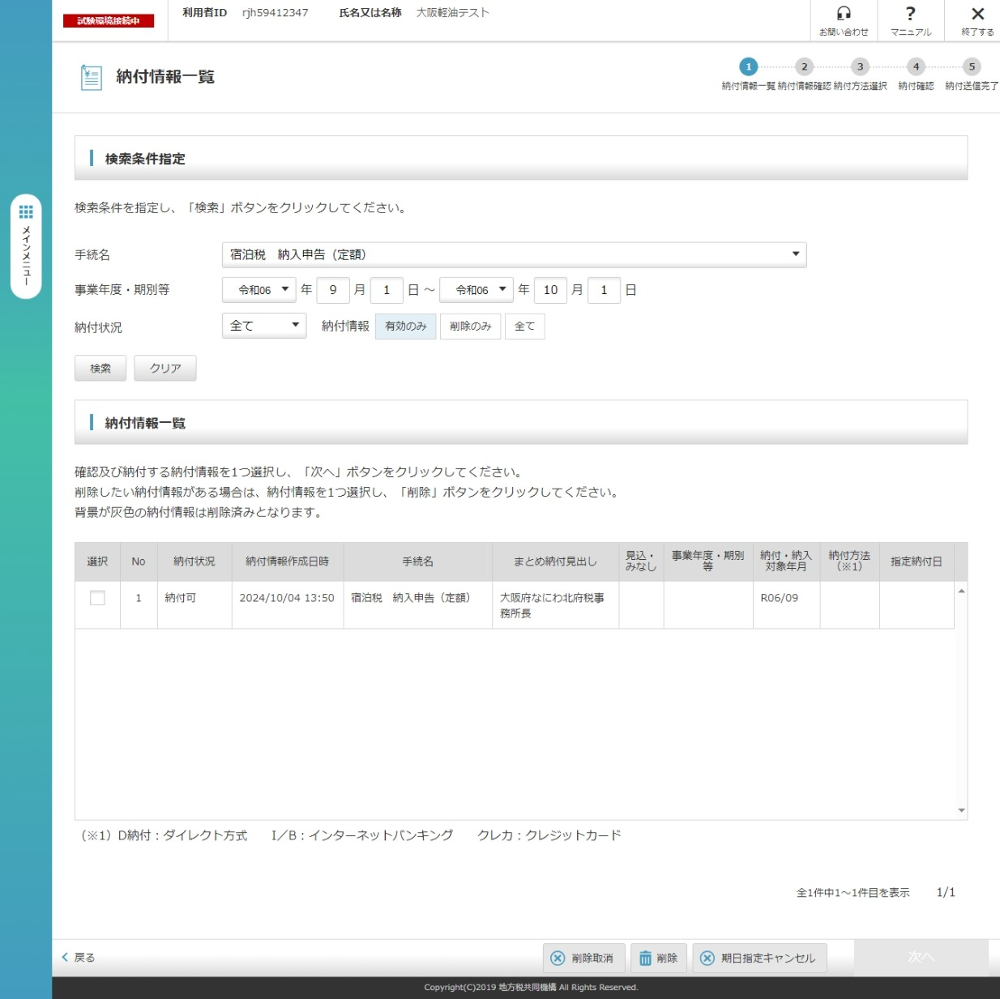 試験環境接続中
利用者ID rjh59412347 氏名又は名称 大阪軽油テスト
お問い合わせ
?
マニュアル
終了する
納付情報一覧
1 2 3 4 5
納付情報一覧 納付情報確認 納付方法選択 納付確認 納付送信完了
メインメニュー
検索条件指定
検索条件を指定し、「検索」ボタンをクリックしてください。
手続名 宿泊税 納入申告（定額）
事業年度・期別等 令和06 年 9 月 1 日 ～ 令和06 年 10 月 1 日
納付状況 全て 納付情報 有効のみ 削除のみ 全て
検索 クリア
納付情報一覧
確認及び納付する納付情報を1つ選択し、「次へ」ボタンをクリックしてください。
削除したい納付情報がある場合は、納付情報を1つ選択し、「削除」ボタンをクリックしてください。
背景が灰色の納付情報は削除済みとなります。
選択 No 納付状況 納付情報作成日時 手続名 まとめ納付見出し 見込・みなし 事業年度・期別等 納付・納入対象年月 納付方法（※1） 指定納付日
1 納付可 2024/10/04 13:50 宿泊税 納入申告（定額） 大阪府なにわ北府税事務所長 R06/09
（※1）D納付：ダイレクト方式 I／B：インターネットバンキング クレカ：クレジットカード
全1件中1～1件目を表示 1/1
戻る 削除取消 削除 期日指定キャンセル 次へ
Copyright(C)2019 地方税共同機構 All Rights Reserved.